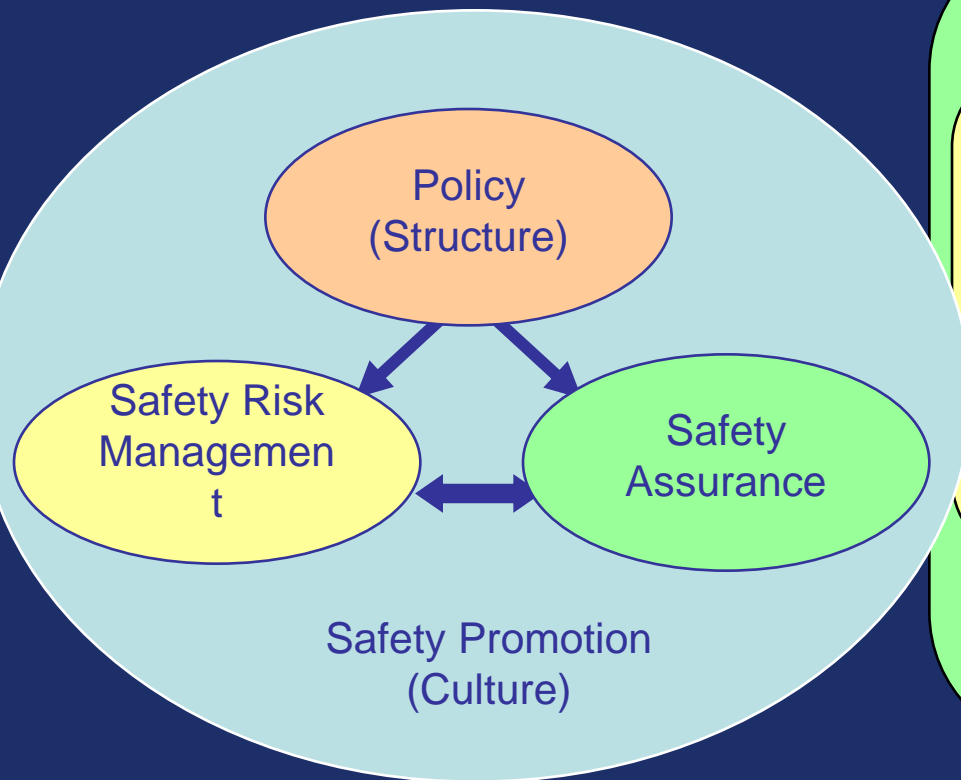 Policy
(Structure)
Safety Risk
Managemen
t
Safety
Assurance
Safety Promotion
(Culture)